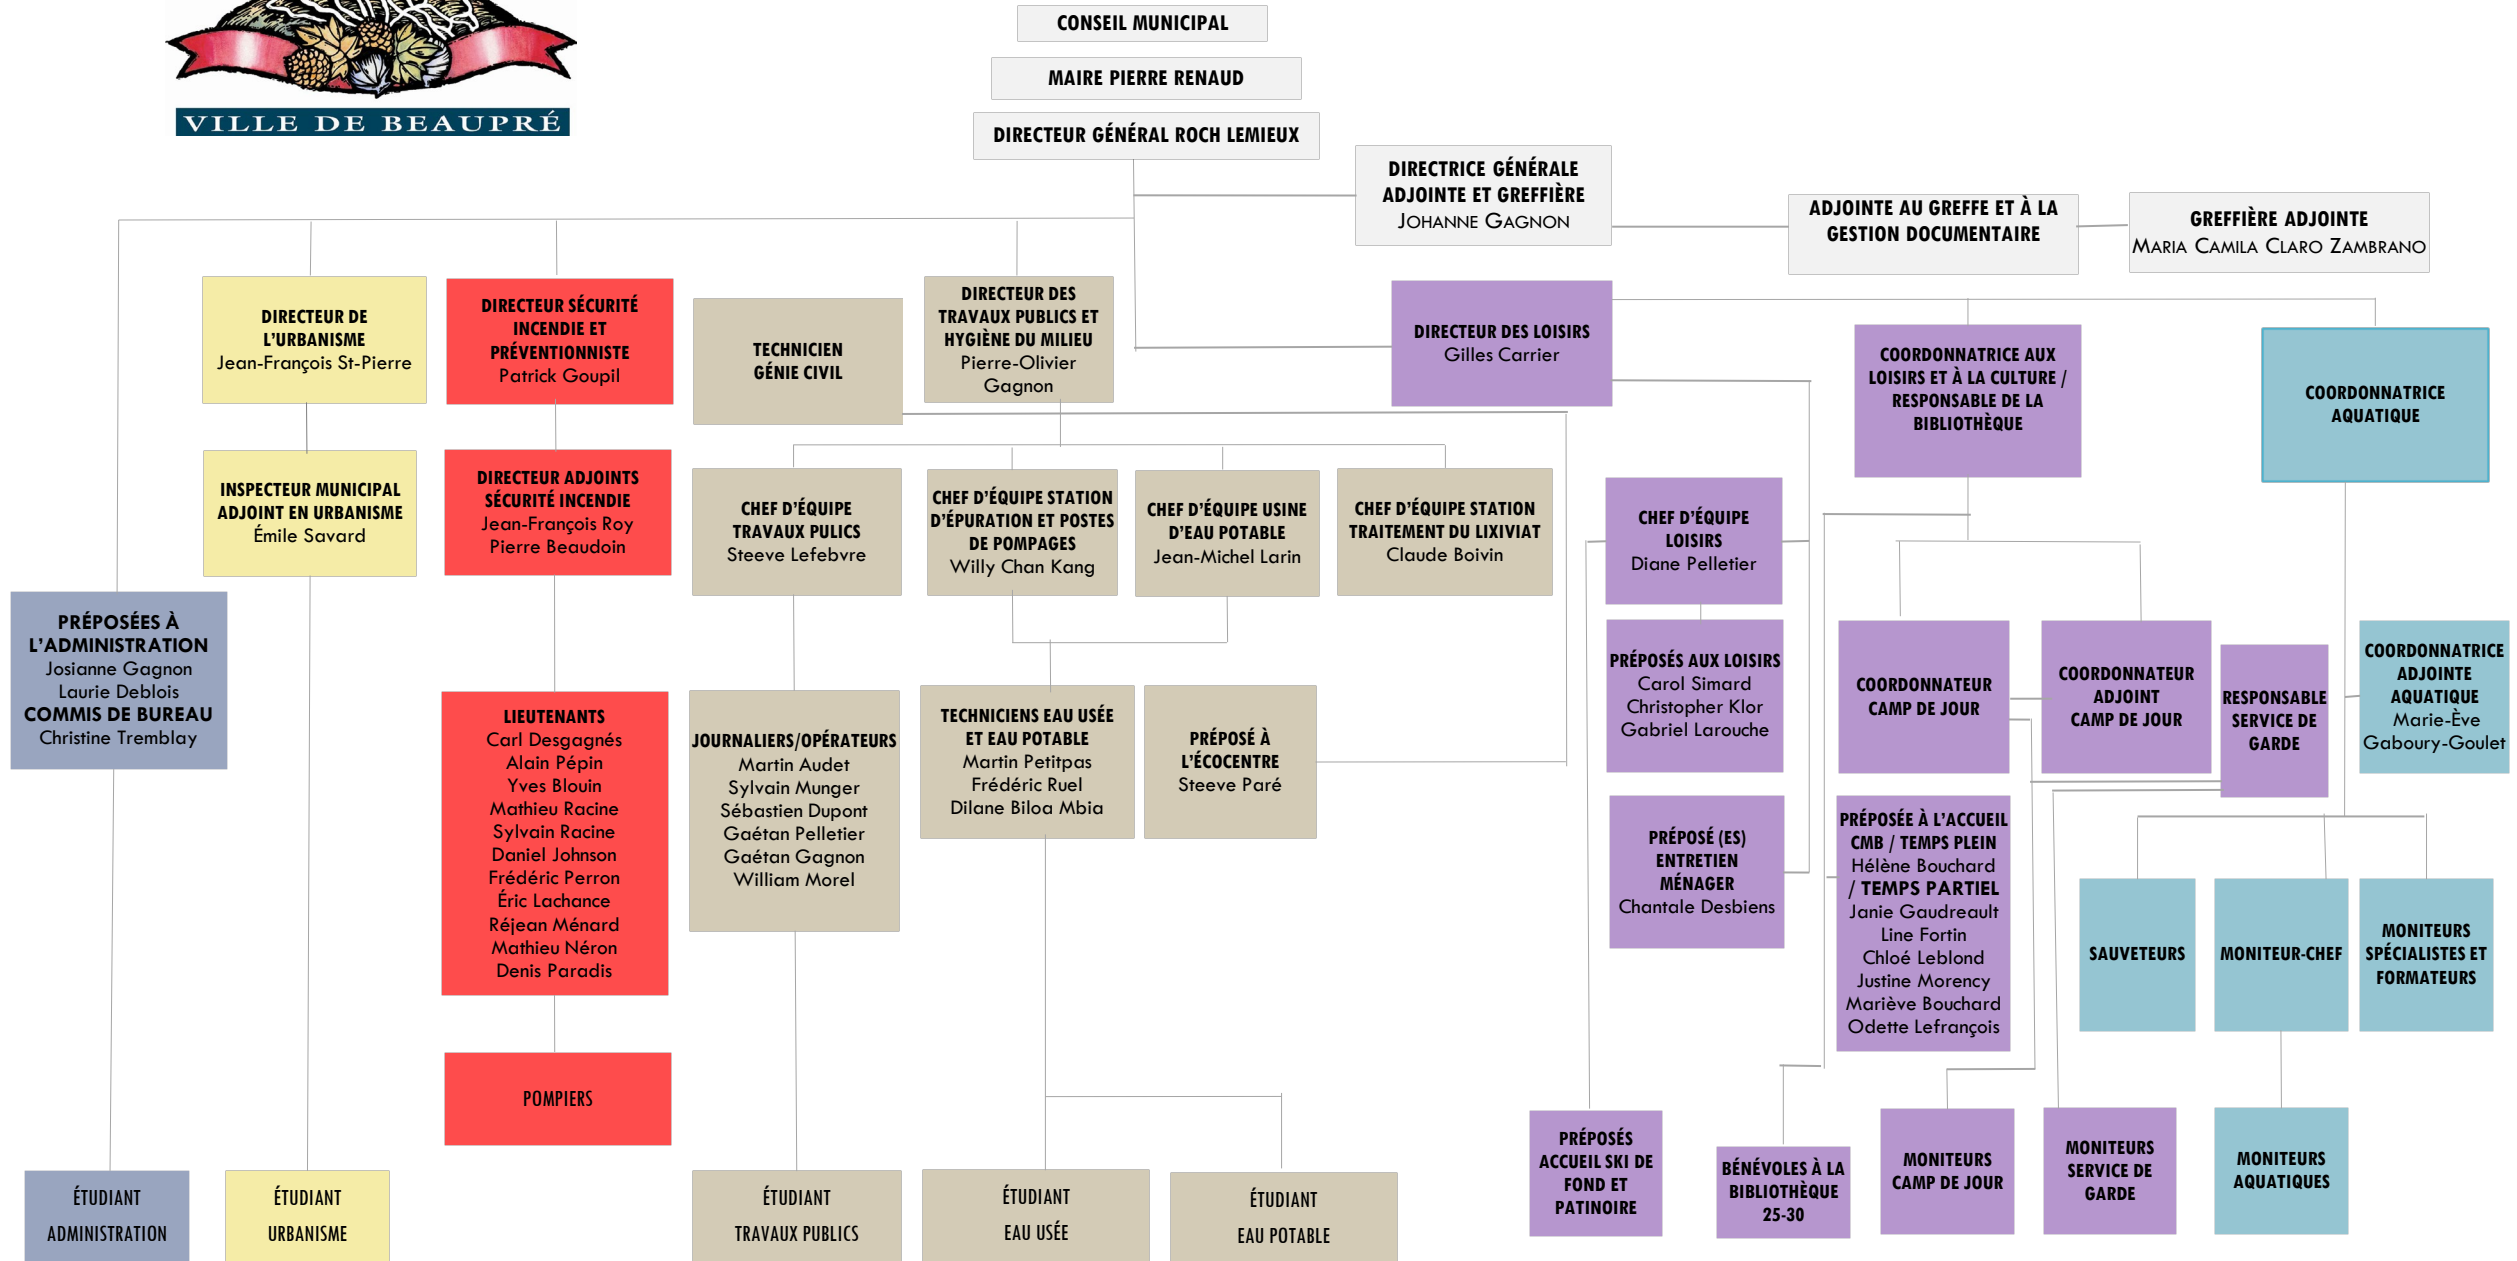 VILLE DE BEAUPRÉ
CONSEIL MUNICIPAL
MAIRE PIERRE RENAUD
DIRECTEUR GÉNÉRAL ROCH LEMIEUX
DIRECTRICE GÉNÉRALE
ADJOINTE ET GREFFIÈRE
JOHANNE GAGNON
ADJOINTE AU GREFFE ET À LA
GESTION DOCUMENTAIRE
GREFFIÈRE ADJOINTE
MARIA CAMILA CLARO ZAMBRANO
DIRECTEUR DE
L'URBANISME
Jean-François St-Pierre
DIRECTEUR SÉCURITÉ
INCENDIE ET
PRÉVENTIONNISTE
Patrick Goupil
TECHNICIEN
GÉNIE CIVIL
DIRECTEUR DES
TRAVAUX PUBLICS ET
HYGIÈNE DU MILIEU
Pierre-Olivier
Gagnon
DIRECTEUR DES LOISIRS
Gilles Carrier
COORDONNATRICE AUX
LOISIRS ET À LA CULTURE /
RESPONSABLE DE LA
BIBLIOTHÈQUE
COORDONNATRICE
AQUATIQUE
INSPECTEUR MUNICIPAL
ADJOINT EN URBANISME
Émile Savard
DIRECTEUR ADJOINTS
SÉCURITÉ INCENDIE
Jean-François Roy
Pierre Beaudoin
CHEF D'ÉQUIPE
TRAVAUX PULICS
Steeve Lefebvre
CHEF D'ÉQUIPE STATION
D'ÉPURATION ET POSTES
DE POMPAGES
Willy Chan Kang
CHEF D'ÉQUIPE USINE
D'EAU POTABLE
Jean-Michel Larin
CHEF D'ÉQUIPE STATION
TRAITEMENT DU LIXIVIAT
Claude Boivin
CHEF D'ÉQUIPE
LOISIRS
Diane Pelletier
PRÉPOSÉES À
L'ADMINISTRATION
Josianne Gagnon
Laurie Deblois
COMMIS DE BUREAU
Christine Tremblay
LIEUTENANTS
Carl Desgagnés
Alain Pépin
Yves Blouin
Mathieu Racine
Sylvain Racine
Daniel Johnson
Frédéric Perron
Éric Lachance
Réjean Ménard
Mathieu Néron
Denis Paradis
JOURNALIERS/OPÉRATEURS
Martin Audet
Sylvain Munger
Sébastien Dupont
Gaétan Pelletier
Gaétan Gagnon
William Morel
TECHNICIENS EAU USÉE
ET EAU POTABLE
Martin Petitpas
Frédéric Ruel
Dilane Biloa Mbia
PRÉPOSÉ À
L'ÉCOCENTRE
Steeve Paré
PRÉPOSÉS AUX LOISIRS
Carol Simard
Christopher Klor
Gabriel Larouche
COORDONNATEUR
CAMP DE JOUR
COORDONNATEUR
ADJOINT
CAMP DE JOUR
RESPONSABLE
SERVICE DE
GARDE
COORDONNATRICE
ADJOINTE
AQUATIQUE
Marie-Ève
Gaboury-Goulet
PRÉPOSÉ (ES)
ENTRETIEN
MÉNAGER
Chantale Desbiens
PRÉPOSÉE À L'ACCUEIL
CMB / TEMPS PLEIN
Hélène Bouchard
/ TEMPS PARTIEL
Janie Gaudreault
Line Fortin
Chloé Leblond
Justine Morency
Mariève Bouchard
Odette Lefrançois
SAUVETEURS
MONITEUR-CHEF
MONITEURS
SPÉCIALISTES ET
FORMATEURS
POMPIERS
PRÉPOSÉS
ACCUEIL SKI DE
FOND ET
PATINOIRE
BÉNÉVOLES À LA
BIBLIOTHÈQUE
25-30
MONITEURS
CAMP DE JOUR
MONITEURS
SERVICE DE
GARDE
MONITEURS
AQUATIQUES
ÉTUDIANT
ADMINISTRATION
ÉTUDIANT
URBANISME
ÉTUDIANT
TRAVAUX PUBLICS
ÉTUDIANT
EAU USÉE
ÉTUDIANT
EAU POTABLE